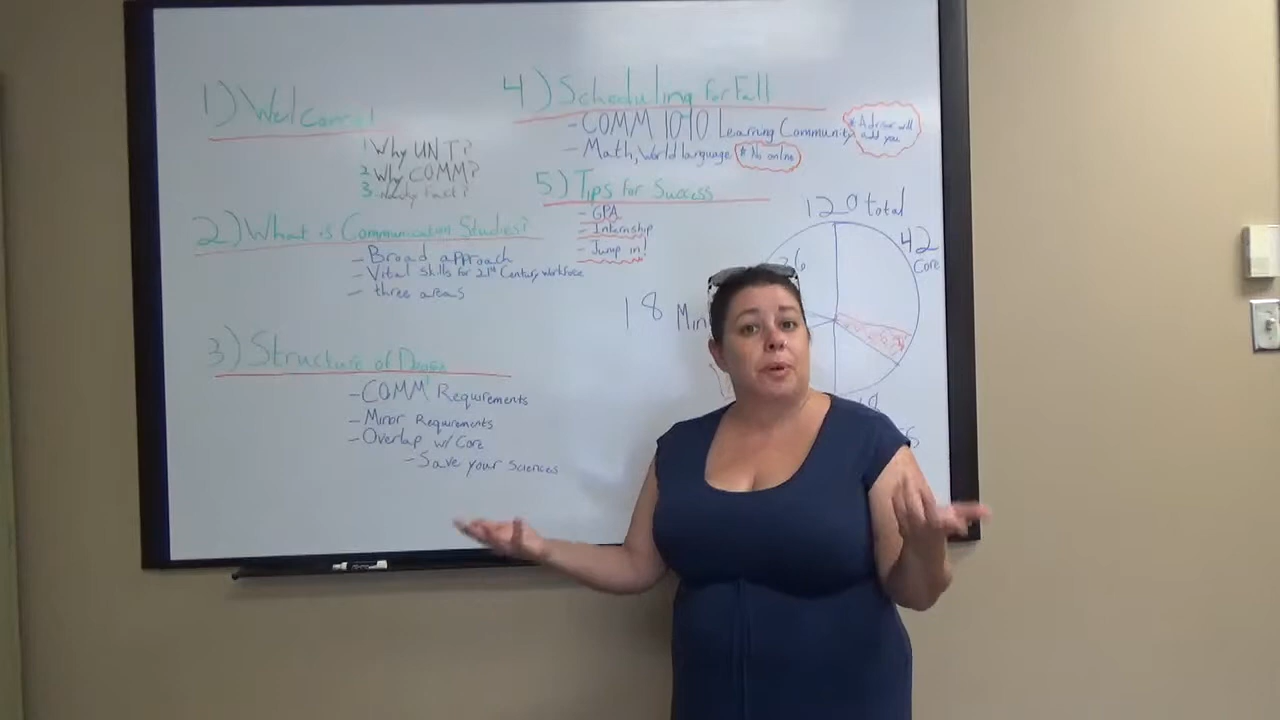 1) Welcome!
1 Why UNT?
2 Why COMM?
3
2) What is Communication Studies?
- Broad approach
- Vital skills for 21st Century workforce
- three areas
3) Structure of Degree
- COMM Requirements
- Minor Requirements
- Overlap w/ Core
- Save your Sciences
4) Scheduling for Fall
- COMM 1010 Learning Community
* Advisor will add you
- Math, World language * No online
5) Tips for Success
- GPA
- Internship
- Jump in!
120 total
42
Core
36
18